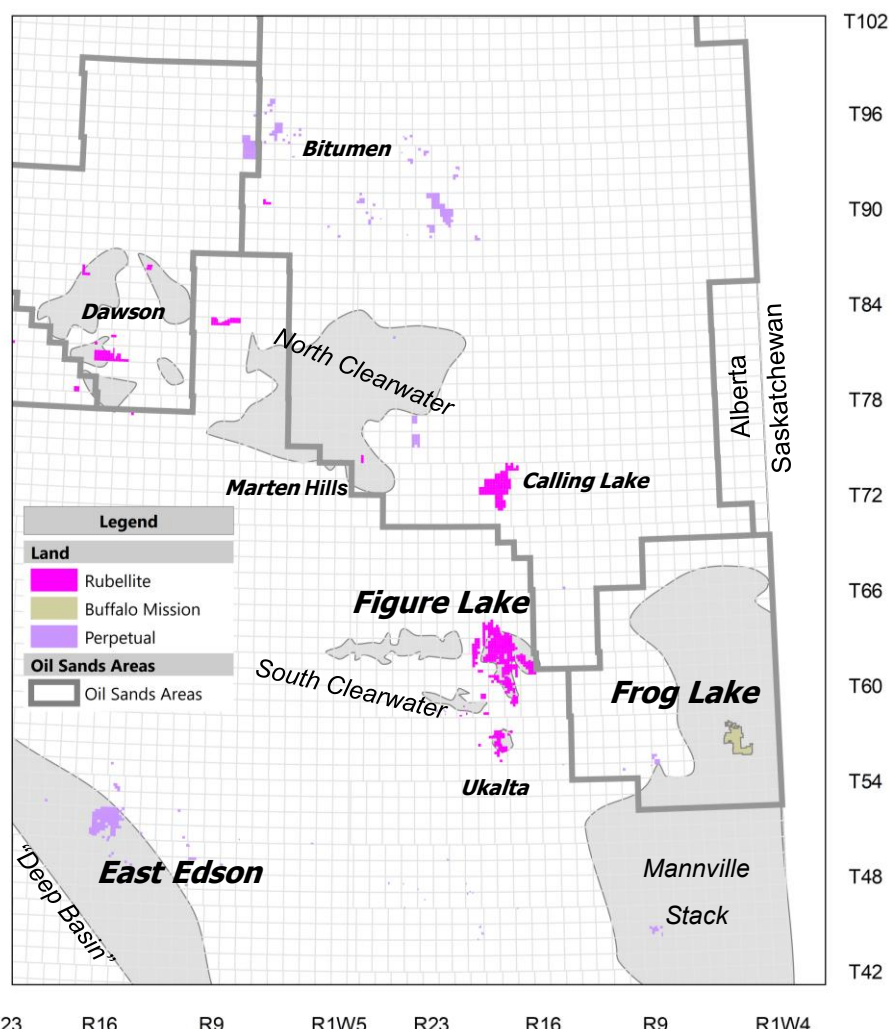 T102
T96
Bitumen
T90
T84
Dawson
North Clearwater
Alberta
Saskatchewan
T78
Calling Lake
Marten Hills
T72
Legend
Land
Rubellite
Buffalo Mission
Perpetual
Oil Sands Areas
Oil Sands Areas
T66
Figure Lake
South Clearwater
T60
Frog Lake
T54
Ukalta
East Edson
"Deep Basin"
Mannville
Stack
T48
T42
23 R16 R9 R1W5 R23 R16 R9 R1W4